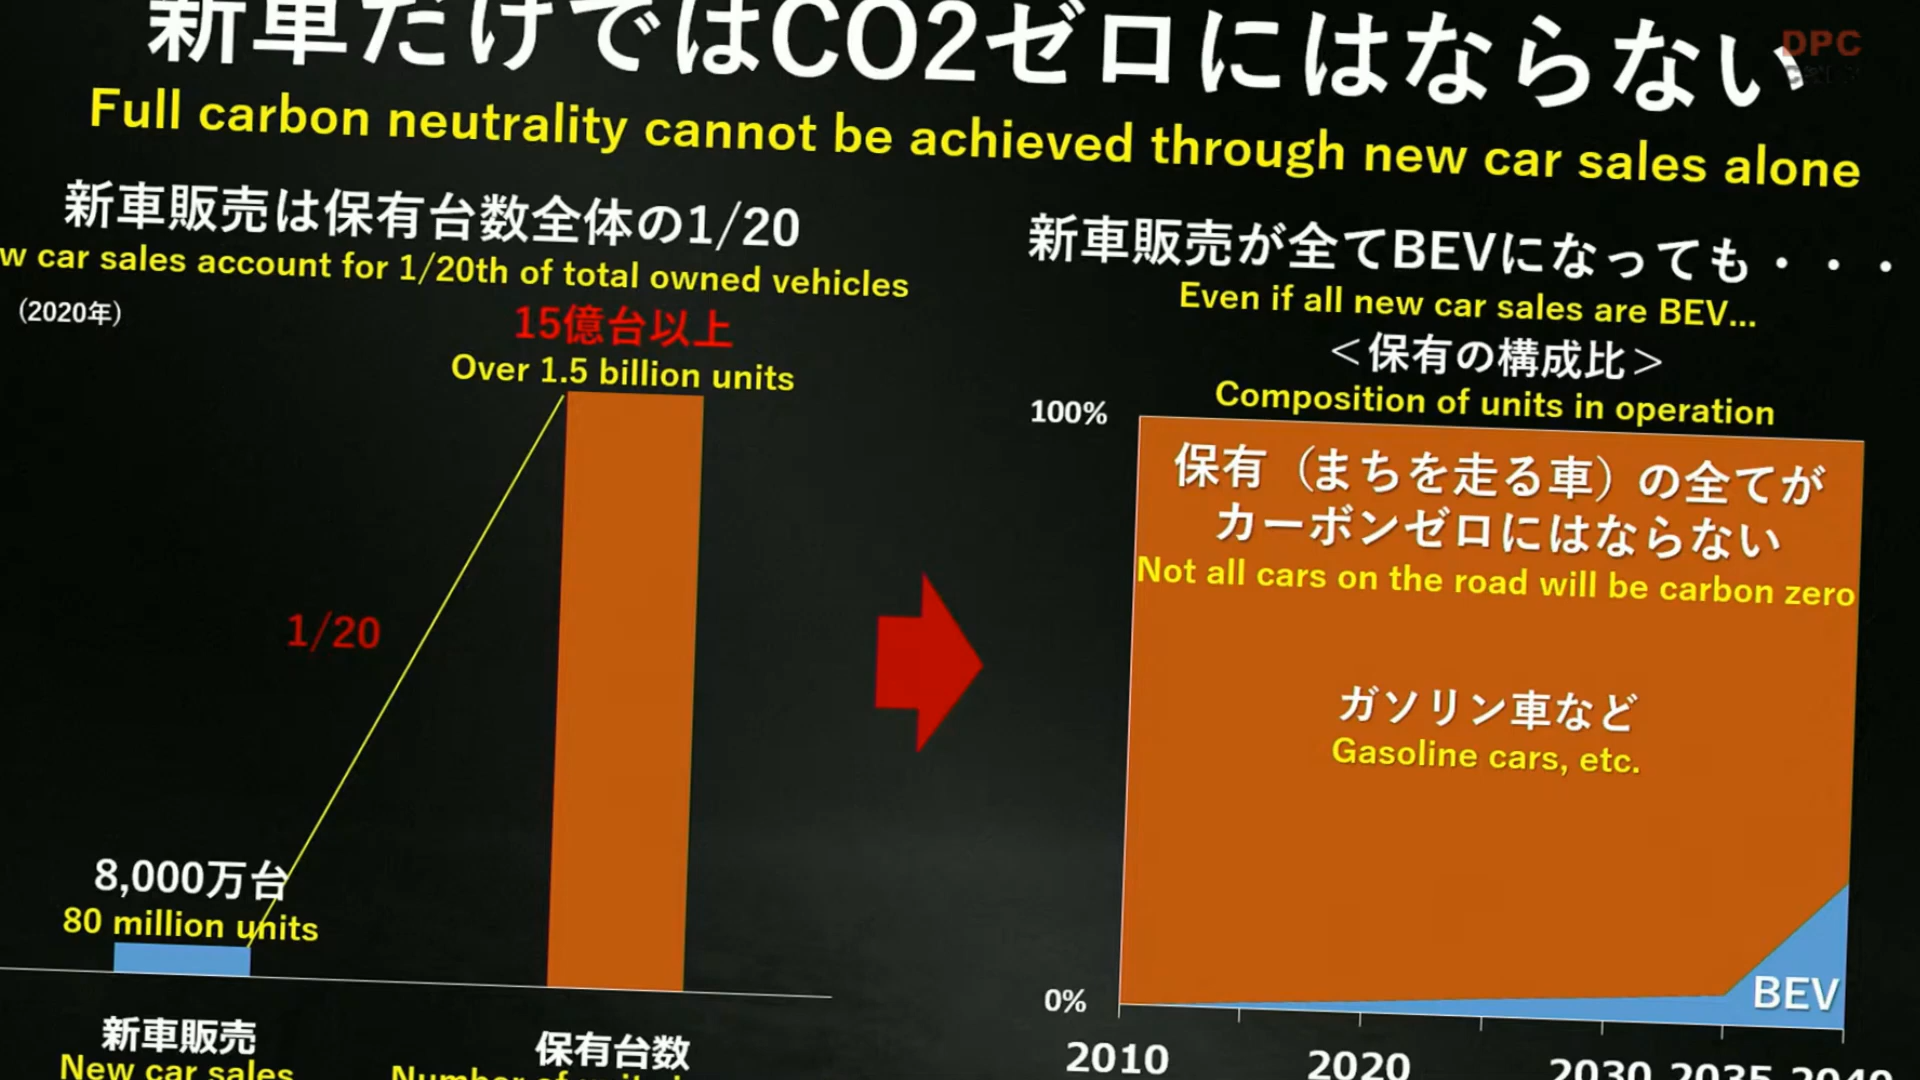 新車だけではCO2ゼロにはならない
DPC
Full carbon neutrality cannot be achieved through new car sales alone
新車販売は保有台数全体の1/20
car sales account for 1/20th of total owned vehicles
(2020年)
15億台以上
Over 1.5 billion units
1/20
8,000万台
80 million units
新車販売
New car sales
保有台数
Number of
新車販売が全てBEVになっても・・・
Even if all new car sales are BEV...
＜保有の構成比＞
Composition of units in operation
100%
保有（まちを走る車）の全てが
カーボンゼロにはならない
Not all cars on the road will be carbon zero
ガソリン車など
Gasoline cars, etc.
BEV
0%
2010 2020 2030 2035 2040